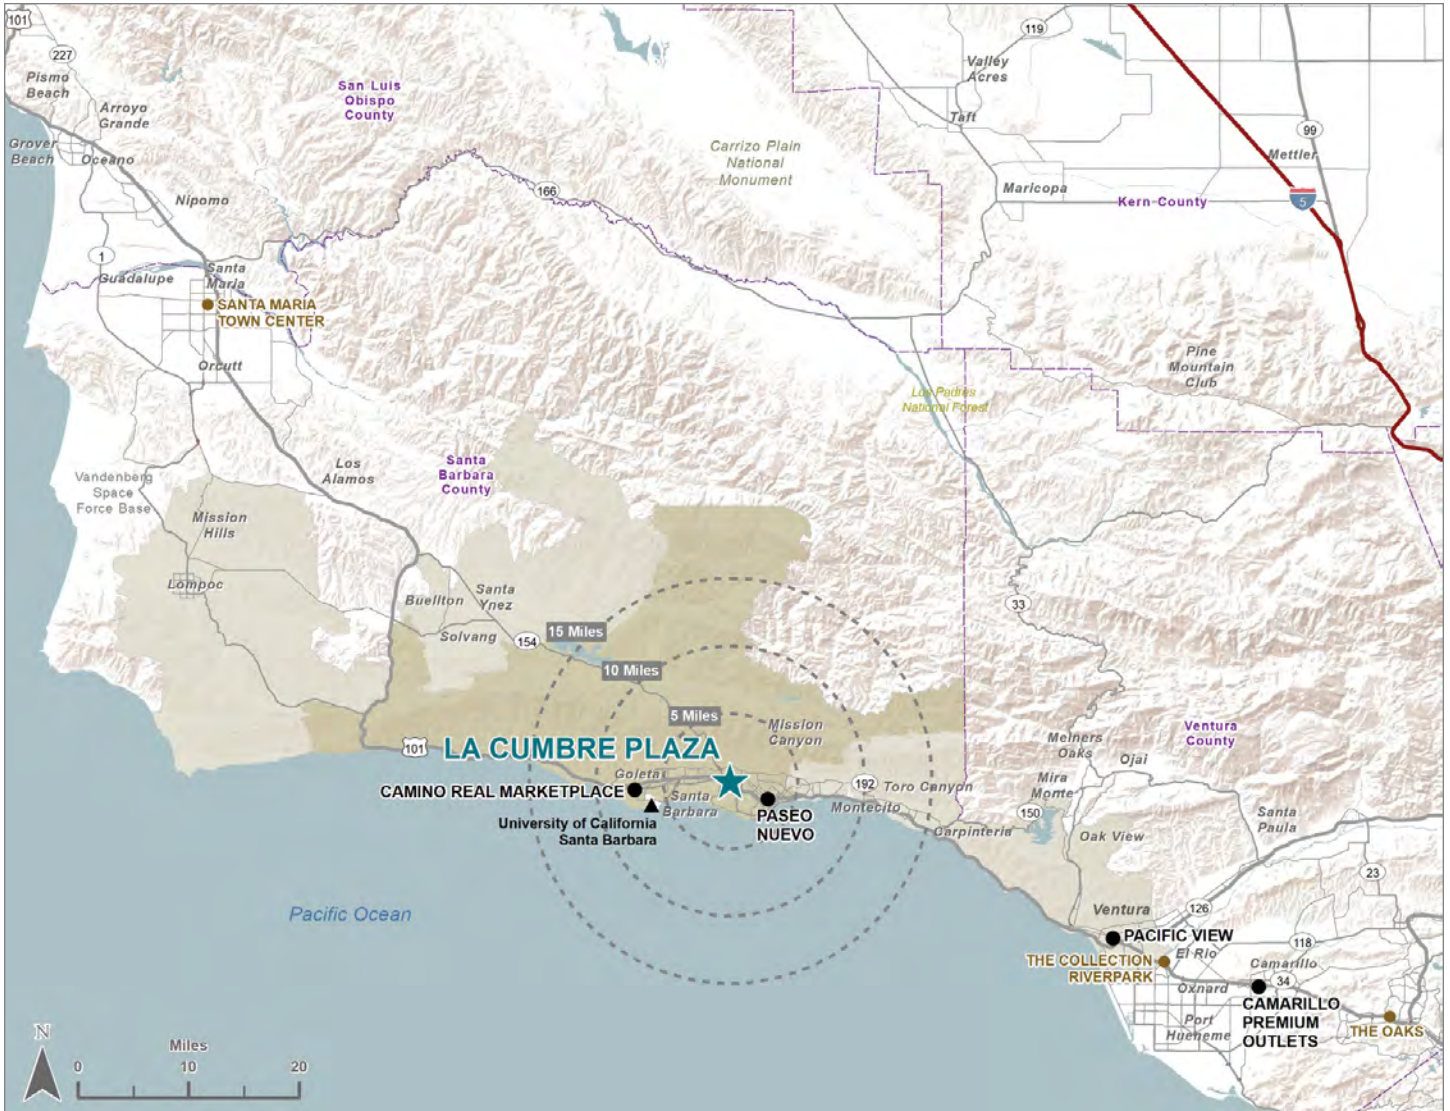 101
227
119
Pismo
Beach
Arroyo
Grande
Grover
Beach
Oceano
San Luis
Obispo
County
Valley
Acres
Taft
99
Mettler
Carrizo Plain
National
Monument
Maricopa
Kern County
5
166
Nipomo
1
Guadalupe
Santa
Maria
SANTA MARIA
TOWN CENTER
Orcutt
Pine
Mountain
Club
Los Padres
National Forest
Vandenberg
Space
Force Base
Los
Alamos
Santa
Barbara
County
Mission
Hills
Lompoc
Buellton
Santa
Ynez
Solvang
154
15 Miles
10 Miles
5 Miles
33
Mission
Canyon
101
LA CUMBRE PLAZA
Goleta
CAMINO REAL MARKETPLACE
Santa
Barbara
University of California
Santa Barbara
PASEO
NUEVO
192
Toro Canyon
Montecito
Carpinteria
Meiners
Oaks
Ojai
Mira
Monte
150
Oak View
Ventura
County
Santa
Paula
23
Pacific Ocean
Ventura
126
PACIFIC VIEW
118
El Rio
THE COLLECTION
RIVERPARK
Camarillo
34
Oxnard
CAMARILLO
PREMIUM
OUTLETS
Port
Hueneme
THE OAKS
N
Miles
0
10
20